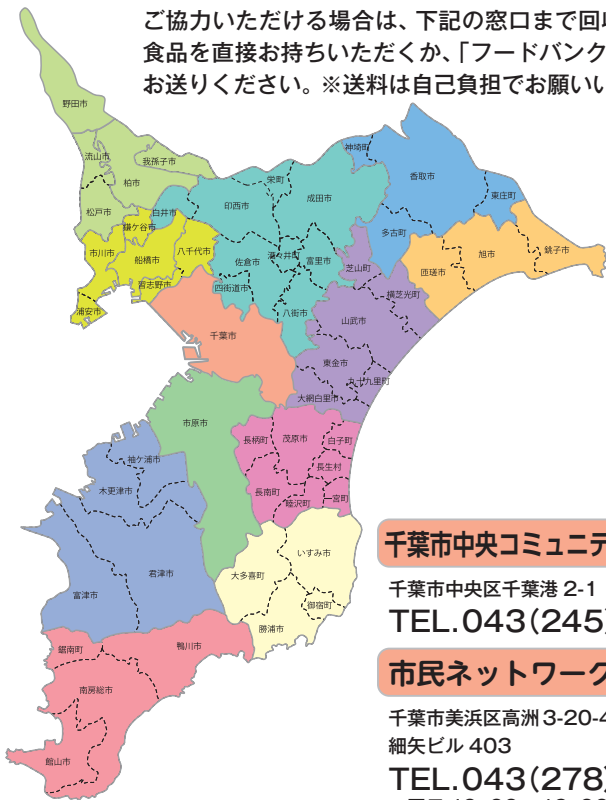 ご協力いただける場合は、下記の窓口まで回収
食品を直接お持ちいただくか、「フードバンク
お送りください。※送料は自己負担でお願いい
野田市
流山市
我孫子市
柏市
松戸市
鎌ケ谷市
白井市
印西市
栄町
成田市
神崎町
香取市
東庄町
多古町
市川市
船橋市
八千代市
習志野市
浦安市
佐倉市
酒々井町
富里市
四街道市
八街市
芝山町
横芝光町
匝瑳市
旭市
銚子市
千葉市
山武市
東金市
九十九里町
大網白里市
市原市
長柄町
茂原市
白子町
長生村
長南町
睦沢町
一宮町
袖ケ浦市
木更津市
君津市
富津市
大多喜町
いすみ市
御宿町
勝浦市
鋸南町
鴨川市
南房総市
館山市
千葉市中央コミュニテ
千葉市中央区千葉港 2-1
TEL.043(245)
市民ネットワーク
千葉市美浜区高洲 3-20-4
細矢ビル 403
TEL.043(278)